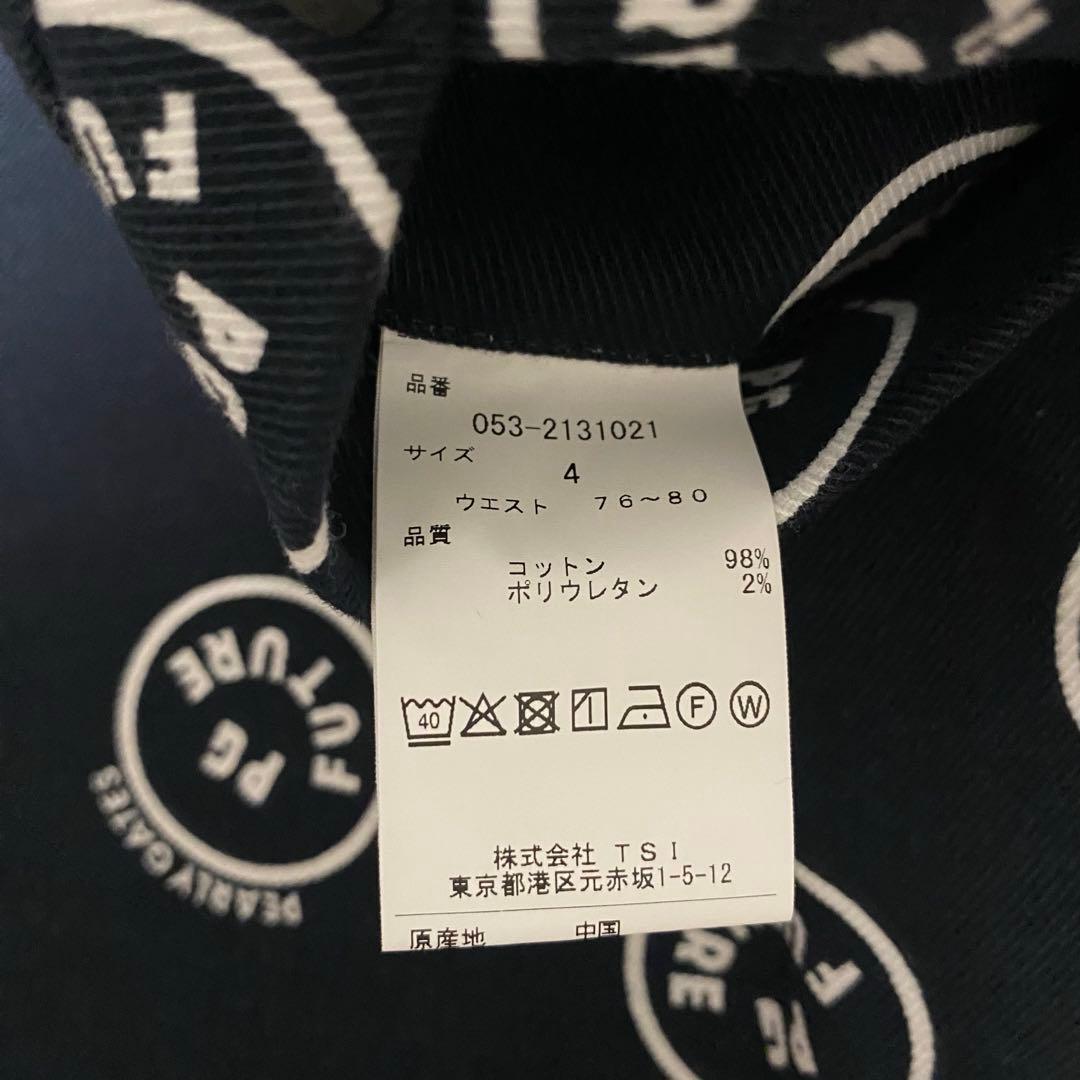 品番
053-2131021
サイズ
4
ウエスト 76～80
品質
コットン 98%
ポリウレタン 2%
40
F
W
株式会社 TSI
東京都港区元赤坂1-5-12
原産地 中国
FUTURE
PG
PEARLY GATES
PG